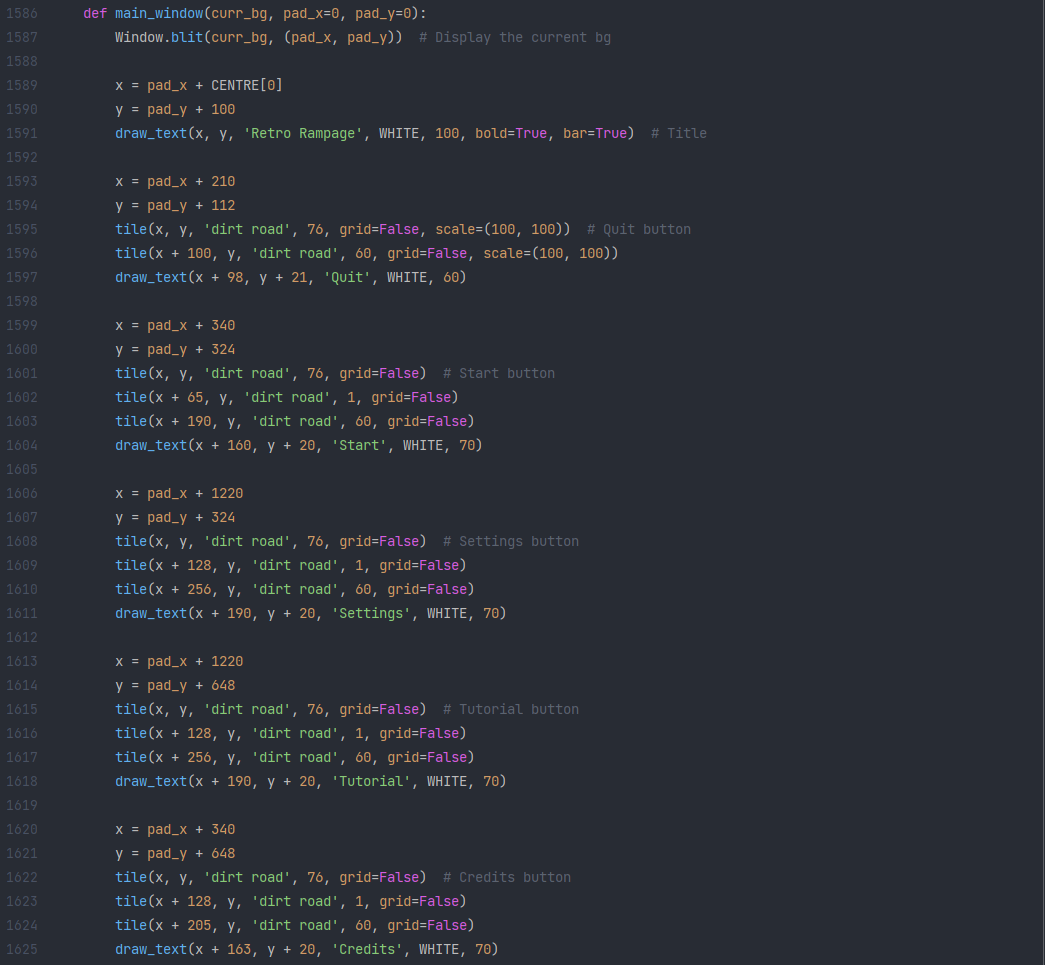 1586 def main_window(curr_bg, pad_x=0, pad_y=0):
1587 Window.blit(curr_bg, (pad_x, pad_y))  # Display the current bg
1588
1589 x = pad_x + CENTRE[0]
1590 y = pad_y + 100
1591 draw_text(x, y, 'Retro Rampage', WHITE, 100, bold=True, bar=True)  # Title
1592
1593 x = pad_x + 210
1594 y = pad_y + 112
1595 tile(x, y, 'dirt road', 76, grid=False, scale=(100, 100))  # Quit button
1596 tile(x + 100, y, 'dirt road', 60, grid=False, scale=(100, 100))
1597 draw_text(x + 98, y + 21, 'Quit', WHITE, 60)
1598
1599 x = pad_x + 340
1600 y = pad_y + 324
1601 tile(x, y, 'dirt road', 76, grid=False)  # Start button
1602 tile(x + 65, y, 'dirt road', 1, grid=False)
1603 tile(x + 190, y, 'dirt road', 60, grid=False)
1604 draw_text(x + 160, y + 20, 'Start', WHITE, 70)
1605
1606 x = pad_x + 1220
1607 y = pad_y + 324
1608 tile(x, y, 'dirt road', 76, grid=False)  # Settings button
1609 tile(x + 128, y, 'dirt road', 1, grid=False)
1610 tile(x + 256, y, 'dirt road', 60, grid=False)
1611 draw_text(x + 190, y + 20, 'Settings', WHITE, 70)
1612
1613 x = pad_x + 1220
1614 y = pad_y + 648
1615 tile(x, y, 'dirt road', 76, grid=False)  # Tutorial button
1616 tile(x + 128, y, 'dirt road', 1, grid=False)
1617 tile(x + 256, y, 'dirt road', 60, grid=False)
1618 draw_text(x + 190, y + 20, 'Tutorial', WHITE, 70)
1619
1620 x = pad_x + 340
1621 y = pad_y + 648
1622 tile(x, y, 'dirt road', 76, grid=False)  # Credits button
1623 tile(x + 128, y, 'dirt road', 1, grid=False)
1624 tile(x + 205, y, 'dirt road', 60, grid=False)
1625 draw_text(x + 163, y + 20, 'Credits', WHITE, 70)